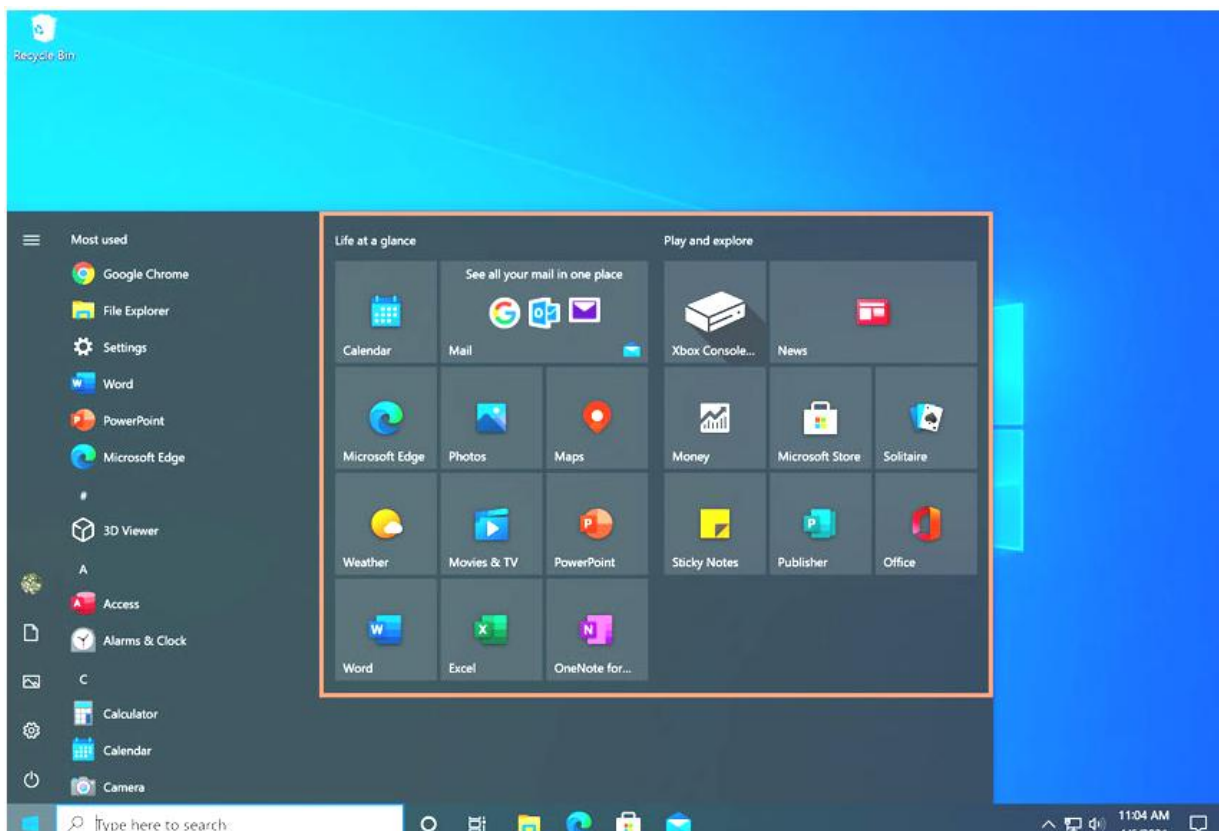 Recycle Bin
Most used
Google Chrome
File Explorer
Settings
Word
PowerPoint
Microsoft Edge
#
3D Viewer
A
Access
Alarms & Clock
C
Calculator
Calendar
Camera
Life at a glance
Calendar
See all your mail in one place
Mail
Microsoft Edge
Photos
Maps
Weather
Movies & TV
PowerPoint
Word
Excel
OneNote for...
Play and explore
Xbox Console...
News
Money
Microsoft Store
Solitaire
Sticky Notes
Publisher
Office
Type here to search
11:04 AM